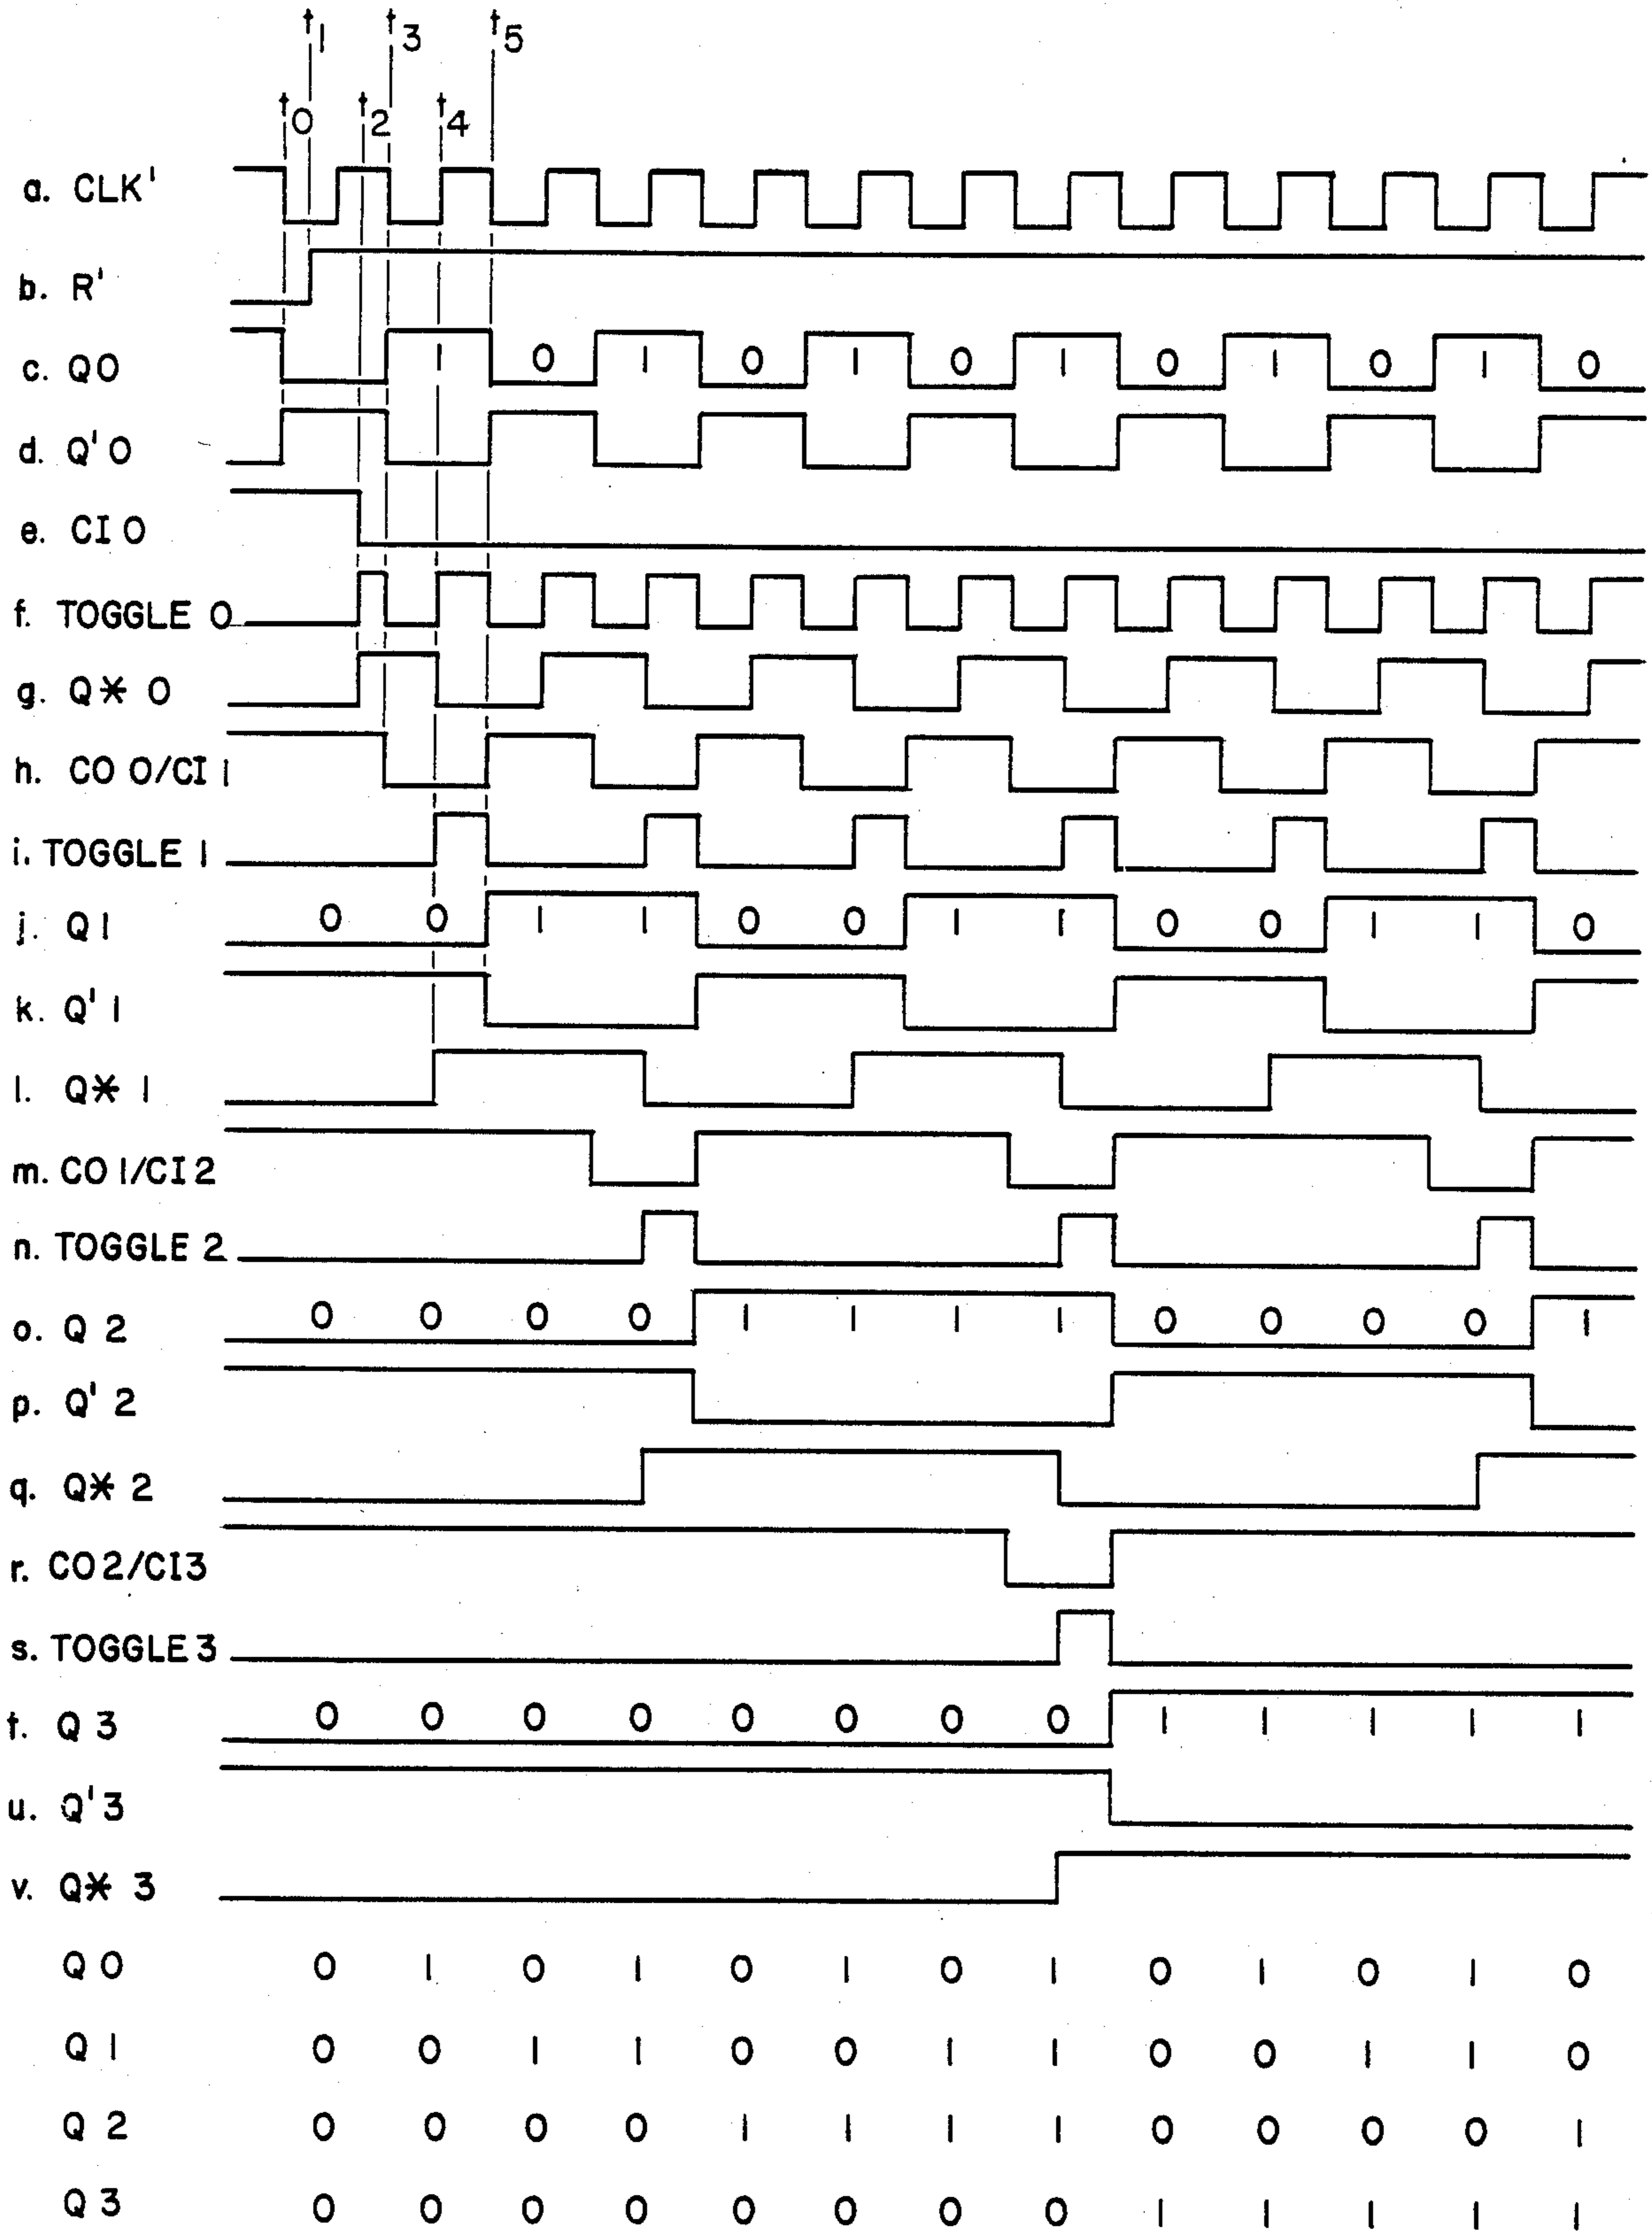 t1 t3 t5
t0 t2 t4
a. CLK'
b. R'
c. Q0 1 0 1 0 1 0 1 0 1 0 1 0
d. Q'0
e. CI 0
f. TOGGLE 0
g. Q* 0
h. CO 0/CI 1
i. TOGGLE 1
j. Q1 0 0 1 1 0 0 1 1 0 0 1 1 0
k. Q'1
l. Q* 1
m. CO 1/CI 2
n. TOGGLE 2
o. Q 2 0 0 0 0 1 1 1 1 0 0 0 0 1
p. Q'2
q. Q* 2
r. CO2/CI3
s. TOGGLE 3
t. Q 3 0 0 0 0 0 0 0 0 1 1 1 1 1
u. Q'3
v. Q* 3
Q 0 0 1 0 1 0 1 0 1 0 1 0 1 0
Q 1 0 0 1 1 0 0 1 1 0 0 1 1 0
Q 2 0 0 0 0 1 1 1 1 0 0 0 0 1
Q 3 0 0 0 0 0 0 0 0 1 1 1 1 1